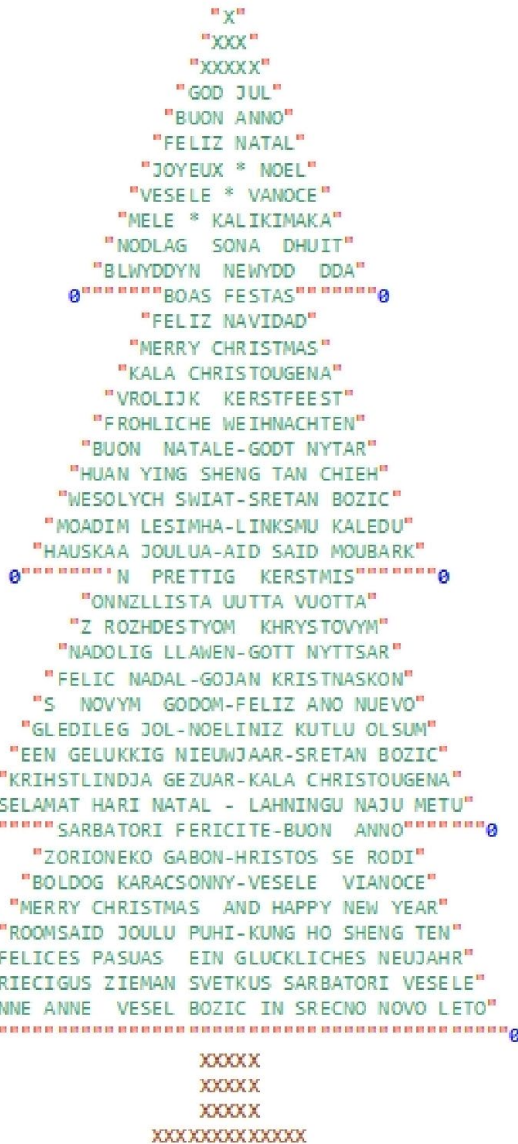 "X"
"XXX"
"XXXXX"
"GOD JUL"
"BUON ANNO"
"FELIZ NATAL"
"JOYEUX * NOEL"
"VESELE * VANOCE"
"MELE * KALIKIMAKA"
"NODLAG  SONA  DHUIT"
"BLWYDDYN  NEWYDD  DDA"
0"""""""BOAS FESTAS"""""""0
"FELIZ NAVIDAD"
"MERRY CHRISTMAS"
"KALA CHRISTOUGENA"
"VROLIJK  KERSTFEEST"
"FROHLICHE WEIHNACHTEN"
"BUON  NATALE-GODT NYTAR"
"HUAN YING SHENG TAN CHIEH"
"WESOLYCH SWIAT-SRETAN BOZIC"
"MOADIM LESIMHA-LINKSMU KALEDU"
"HAUSKAA JOULUA-AID SAID MOUBARK"
0"""""""'N  PRETTIG  KERSTMIS"""""""0
"ONNZLLISTA UUTTA VUOTTA"
"Z ROZHDESTYOM  KHRYSTOVYM"
"NADOLIG LLAWEN-GOTT NYTTSAR"
"FELIC NADAL-GOJAN KRISTNASKON"
"S  NOVYM  GODOM-FELIZ ANO NUEVO"
"GLEDILEG JOL-NOELINIZ KUTLU OLSUM"
"EEN GELUKKIG NIEUWJAAR-SRETAN BOZIC"
"KRIHSTLINDJA GEZUAR-KALA CHRISTOUGENA"
SELAMAT HARI NATAL - LAHNINGU NAJU METU"
"""""SARBATORI FERICITE-BUON  ANNO"""""""0
"ZORIONEKO GABON-HRISTOS SE RODI"
"BOLDOG KARACSONNY-VESELE  VIANOCE"
"MERRY CHRISTMAS  AND HAPPY NEW YEAR"
"ROOMSAID JOULU PUHI-KUNG HO SHENG TEN"
FELICES PASUAS  EIN GLUCKLICHES NEUJAHR"
RIECIGUS ZIEMAN SVETKUS SARBATORI VESELE"
NNE ANNE  VESEL BOZIC IN SRECNO NOVO LETO"
"""""""""""""""""""""""""""""""""""""""""""0
XXXXX
XXXXX
XXXXX
XXXXXXXXXXXXX